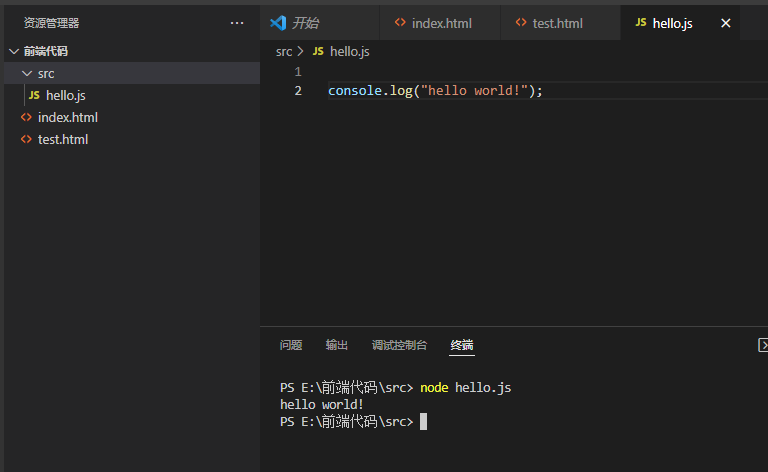 资源管理器 ···
开始 index.html test.html JS hello.js
前端代码
src
JS hello.js
index.html
test.html
src > JS hello.js
1
2 console.log("hello world!");
问题 输出 调试控制台 终端
PS E:\前端代码\src> node hello.js
hello world!
PS E:\前端代码\src>